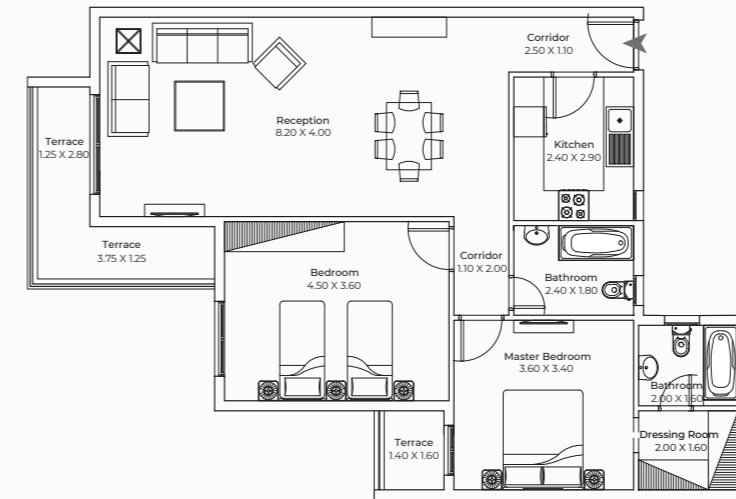 Corridor
2.50 X 1.10
Reception
8.20 X 4.00
Terrace
1.25 X 2.80
Kitchen
2.40 X 2.90
Terrace
3.75 X 1.25
Corridor
1.10 X 2.00
Bedroom
4.50 X 3.60
Bathroom
2.40 X 1.80
Master Bedroom
3.60 X 3.40
Bathroom
2.00 X 1.60
Terrace
1.40 X 1.60
Dressing Room
2.00 X 1.60